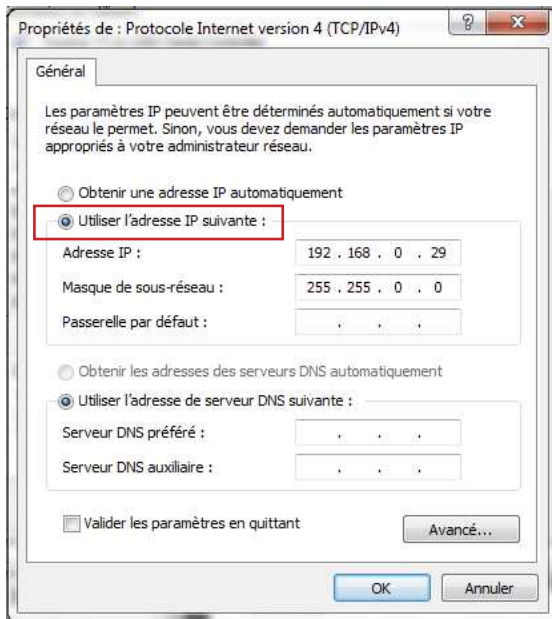 Propriétés de : Protocole Internet version 4 (TCP/IPv4)
?
Général
Les paramètres IP peuvent être déterminés automatiquement si votre
réseau le permet. Sinon, vous devez demander les paramètres IP
appropriés à votre administrateur réseau.
Obtenir une adresse IP automatiquement
Utiliser l'adresse IP suivante :
Adresse IP : 192 . 168 . 0 . 29
Masque de sous-réseau : 255 . 255 . 0 . 0
Passerelle par défaut : . . .
Obtenir les adresses des serveurs DNS automatiquement
Utiliser l'adresse de serveur DNS suivante :
Serveur DNS préféré : . . .
Serveur DNS auxiliaire : . . .
Valider les paramètres en quittant
Avancé...
OK Annuler